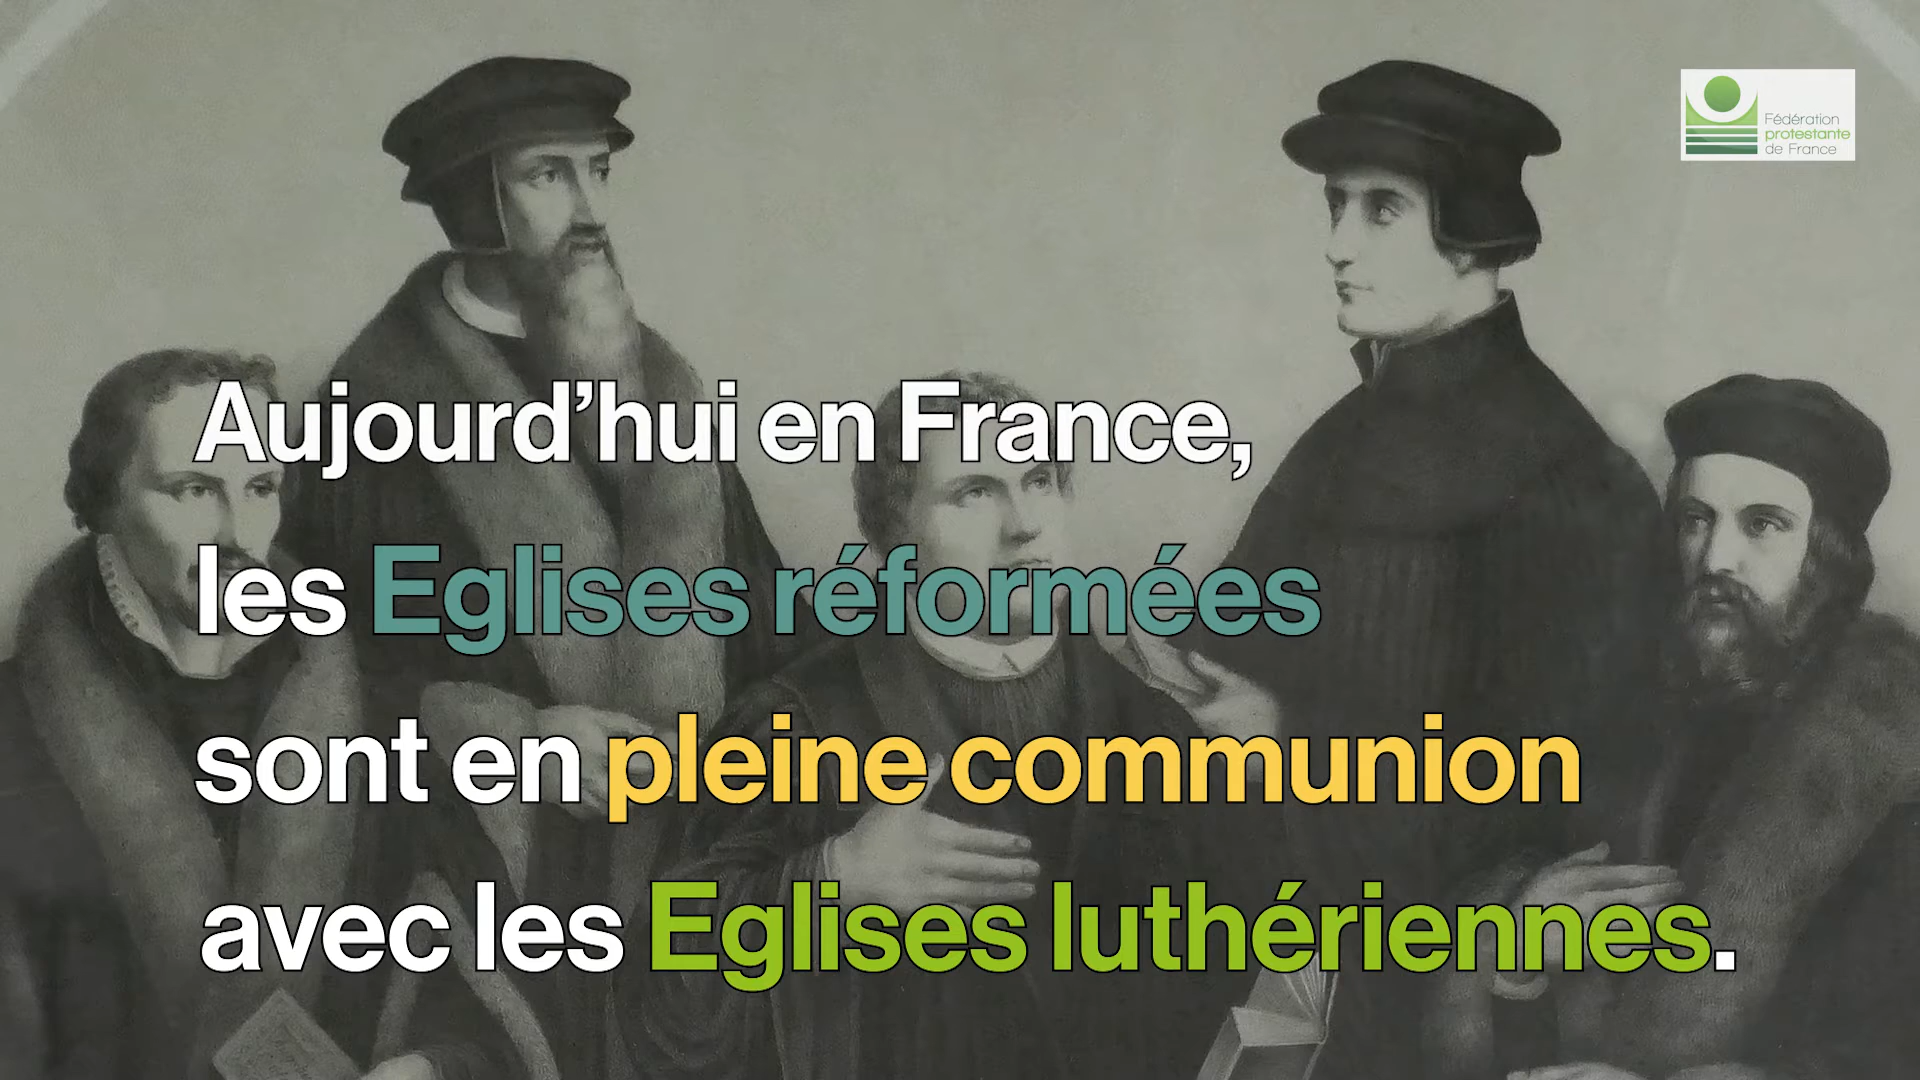 Fédération
protestante
de France
Aujourd’hui en France,
les Eglises réformées
sont en pleine communion
avec les Eglises luthériennes.